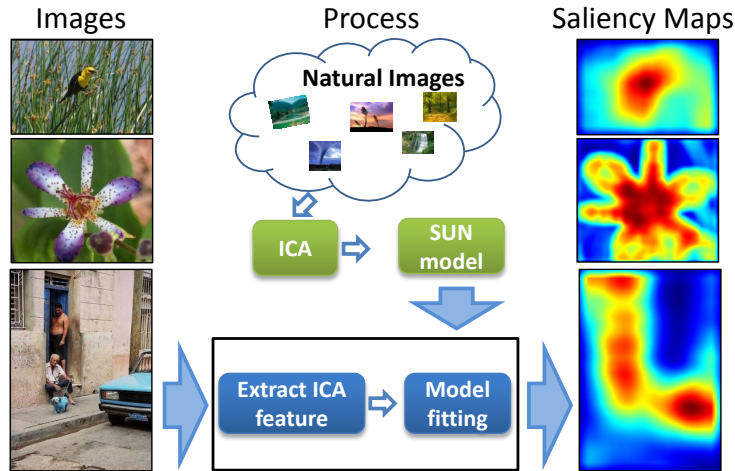 Images
Process
Saliency Maps
Natural Images
ICA
SUN
model
Extract ICA
feature
Model
fitting